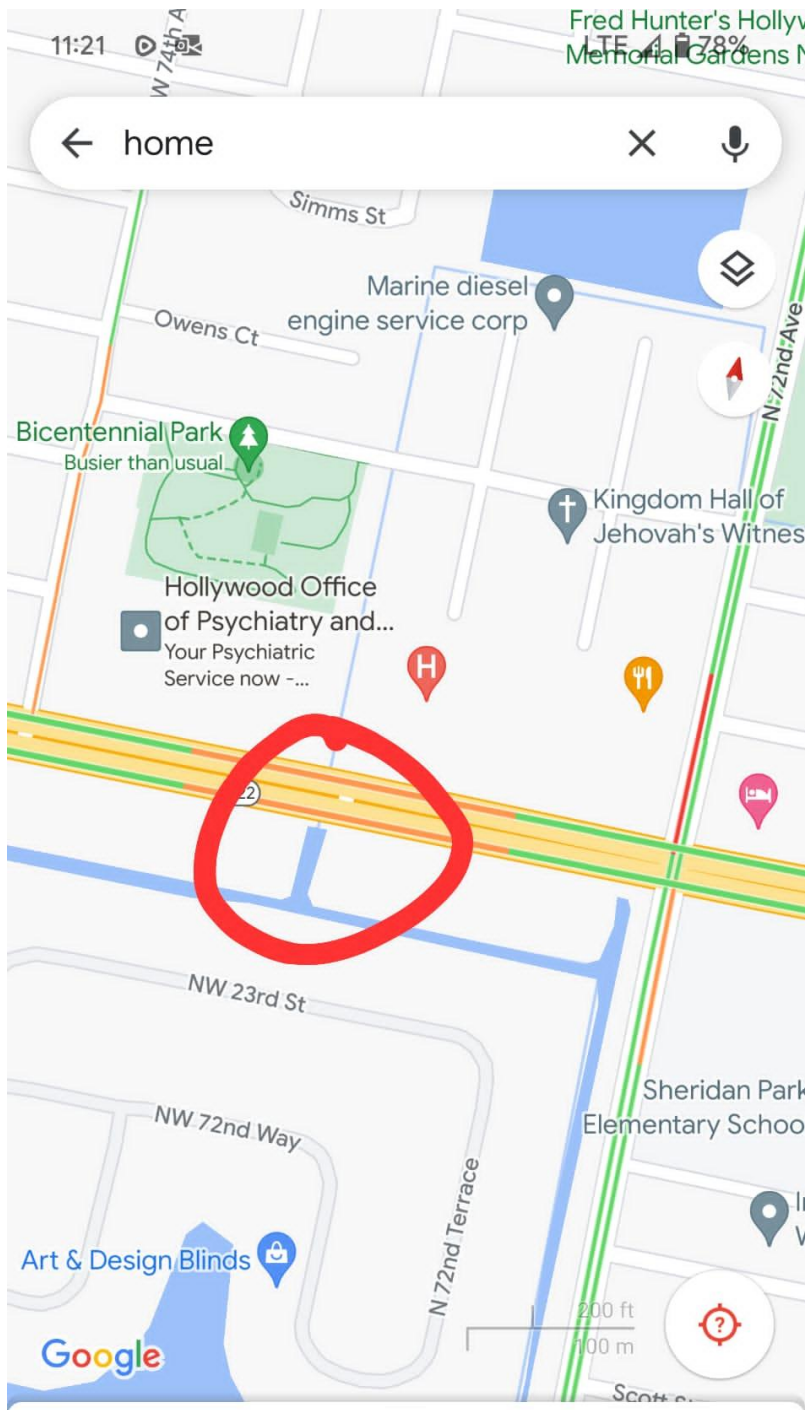 Fred Hunter's Hollyw
11:21
LTE
78%
Memorial Gardens N
W 74th A
home
Simms St
Marine diesel
engine service corp
Owens Ct
N 72nd Ave
Bicentennial Park
Busier than usual
Kingdom Hall of
Jehovah's Witnes
Hollywood Office
of Psychiatry and...
Your Psychiatric
Service now -...
H
22
NW 23rd St
Sheridan Park
Elementary Schoo
NW 72nd Way
N 72nd Terrace
Art & Design Blinds
200 ft
100 m
?
Google